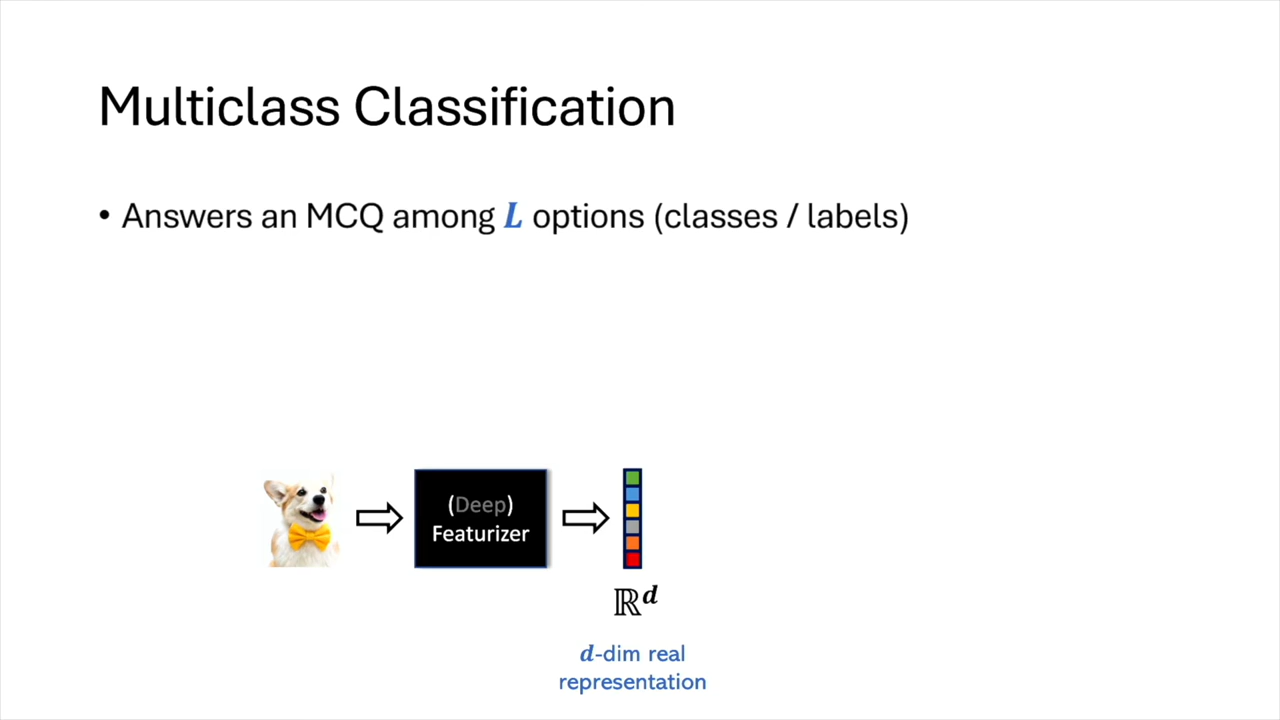 Multiclass Classification
• Answers an MCQ among L options (classes / labels)
(Deep)
Featurizer
ℝᵈ
d-dim real
representation